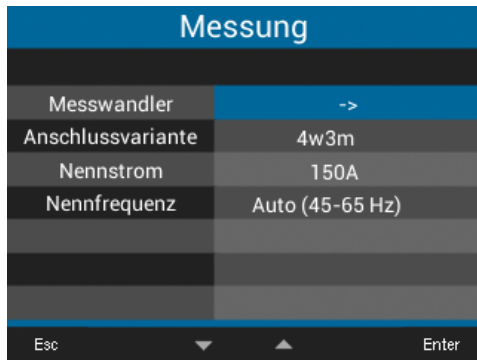 Messung
Messwandler ->
Anschlussvariante 4w3m
Nennstrom 150A
Nennfrequenz Auto (45-65 Hz)
Esc Enter